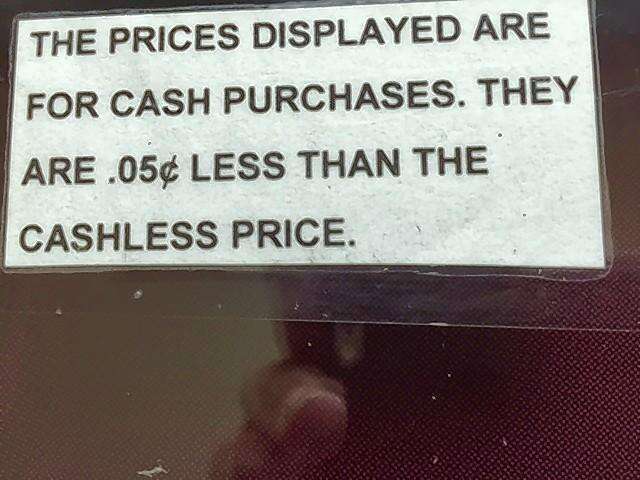 THE PRICES DISPLAYED ARE
FOR CASH PURCHASES. THEY
ARE .05¢ LESS THAN THE
CASHLESS PRICE.